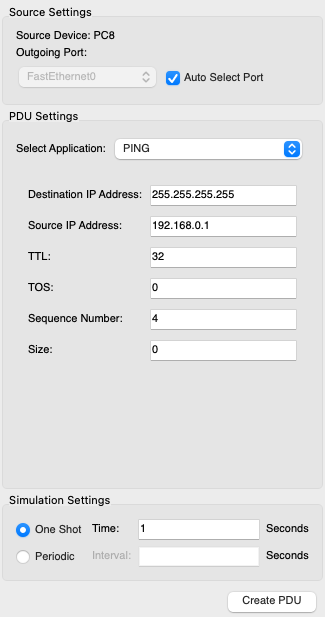 Source Settings
Source Device: PC8
Outgoing Port:
FastEthernet0
Auto Select Port
PDU Settings
Select Application: PING
Destination IP Address: 255.255.255.255
Source IP Address: 192.168.0.1
TTL: 32
TOS: 0
Sequence Number: 4
Size: 0
Simulation Settings
One Shot Time: 1 Seconds
Periodic Interval: Seconds
Create PDU